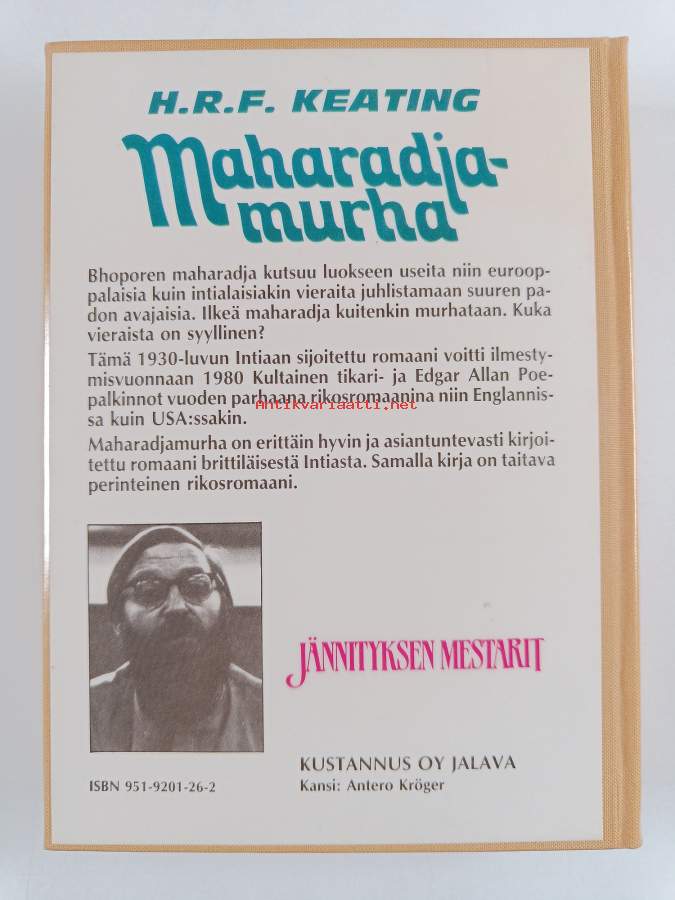 H.R.F. KEATING
Maharadja-
murha
Bhoporen maharadja kutsuu luokseen useita niin euroop-
palaisia kuin intialaisiakin vieraita juhlistamaan suuren pa-
don avajaisia. Ilkeä maharadja kuitenkin murhataan. Kuka
vieraista on syyllinen?
Tämä 1930-luvun Intiaan sijoitettu romaani voitti ilmesty-
misvuonnaan 1980 Kultainen tikari- ja Edgar Allan Poe-
palkinnot vuoden parhaana rikosromaanina niin Englannis-
Antikvariaatti.net
sa kuin USA:ssakin.
Maharadjamurha on erittäin hyvin ja asiantuntevasti kirjoi-
tettu romaani brittiläisestä Intiasta. Samalla kirja on taitava
perinteinen rikosromaani.
JÄNNITYKSEN MESTARIT
KUSTANNUS OY JALAVA
ISBN 951-9201-26-2
Kansi: Antero Kröger